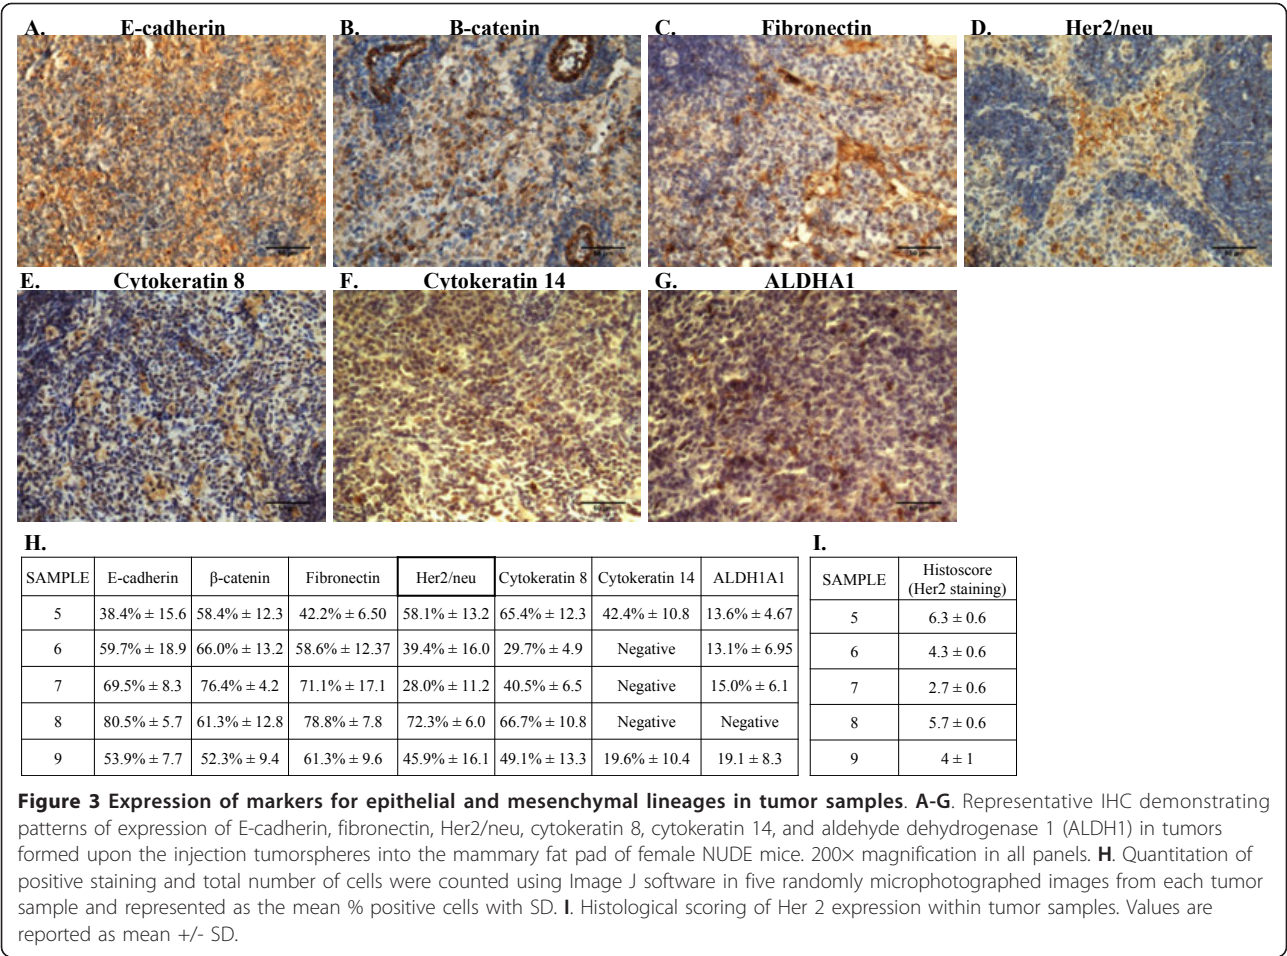 A. E-cadherin B. B-catenin C. Fibronectin D. Her2/neu
E. Cytokeratin 8 F. Cytokeratin 14 G. ALDHA1
H.
SAMPLE E-cadherin β-catenin Fibronectin Her2/neu Cytokeratin 8 Cytokeratin 14 ALDH1A1
5 38.4% ± 15.6 58.4% ± 12.3 42.2% ± 6.50 58.1% ± 13.2 65.4% ± 12.3 42.4% ± 10.8 13.6% ± 4.67
6 59.7% ± 18.9 66.0% ± 13.2 58.6% ± 12.37 39.4% ± 16.0 29.7% ± 4.9 Negative 13.1% ± 6.95
7 69.5% ± 8.3 76.4% ± 4.2 71.1% ± 17.1 28.0% ± 11.2 40.5% ± 6.5 Negative 15.0% ± 6.1
8 80.5% ± 5.7 61.3% ± 12.8 78.8% ± 7.8 72.3% ± 6.0 66.7% ± 10.8 Negative Negative
9 53.9% ± 7.7 52.3% ± 9.4 61.3% ± 9.6 45.9% ± 16.1 49.1% ± 13.3 19.6% ± 10.4 19.1 ± 8.3
I.
SAMPLE Histoscore
(Her2 staining)
5 6.3 ± 0.6
6 4.3 ± 0.6
7 2.7 ± 0.6
8 5.7 ± 0.6
9 4 ± 1
Figure 3 Expression of markers for epithelial and mesenchymal lineages in tumor samples. A-G. Representative IHC demonstrating
patterns of expression of E-cadherin, fibronectin, Her2/neu, cytokeratin 8, cytokeratin 14, and aldehyde dehydrogenase 1 (ALDH1) in tumors
formed upon the injection tumorspheres into the mammary fat pad of female NUDE mice. 200× magnification in all panels. H. Quantitation of
positive staining and total number of cells were counted using Image J software in five randomly microphotographed images from each tumor
sample and represented as the mean % positive cells with SD. I. Histological scoring of Her 2 expression within tumor samples. Values are
reported as mean +/- SD.